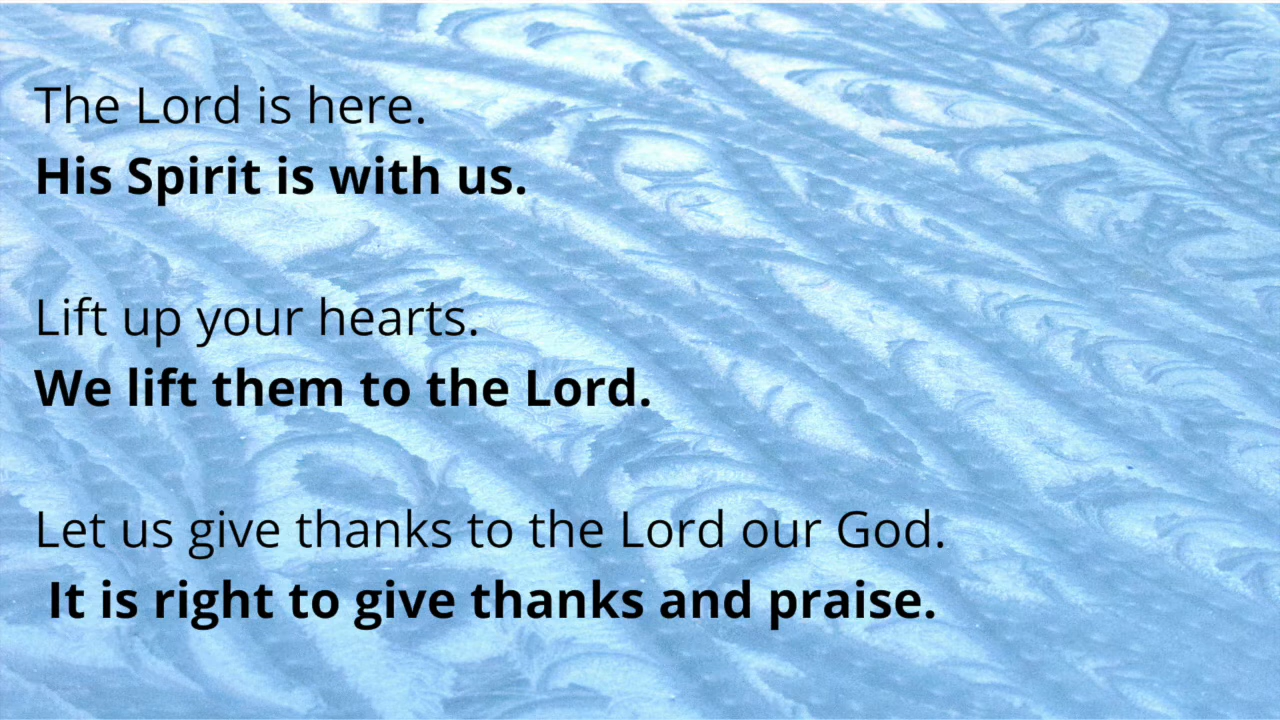 The Lord is here.
His Spirit is with us.
Lift up your hearts.
We lift them to the Lord.
Let us give thanks to the Lord our God.
It is right to give thanks and praise.